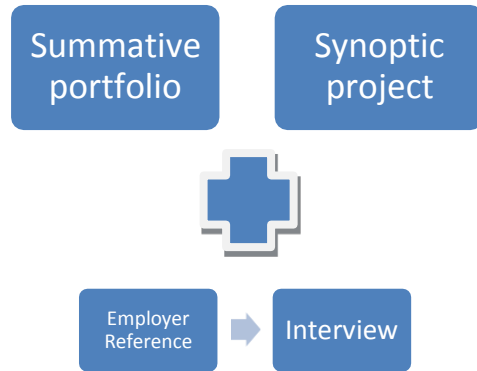 Summative
portfolio
Synoptic
project
Employer
Reference
Interview